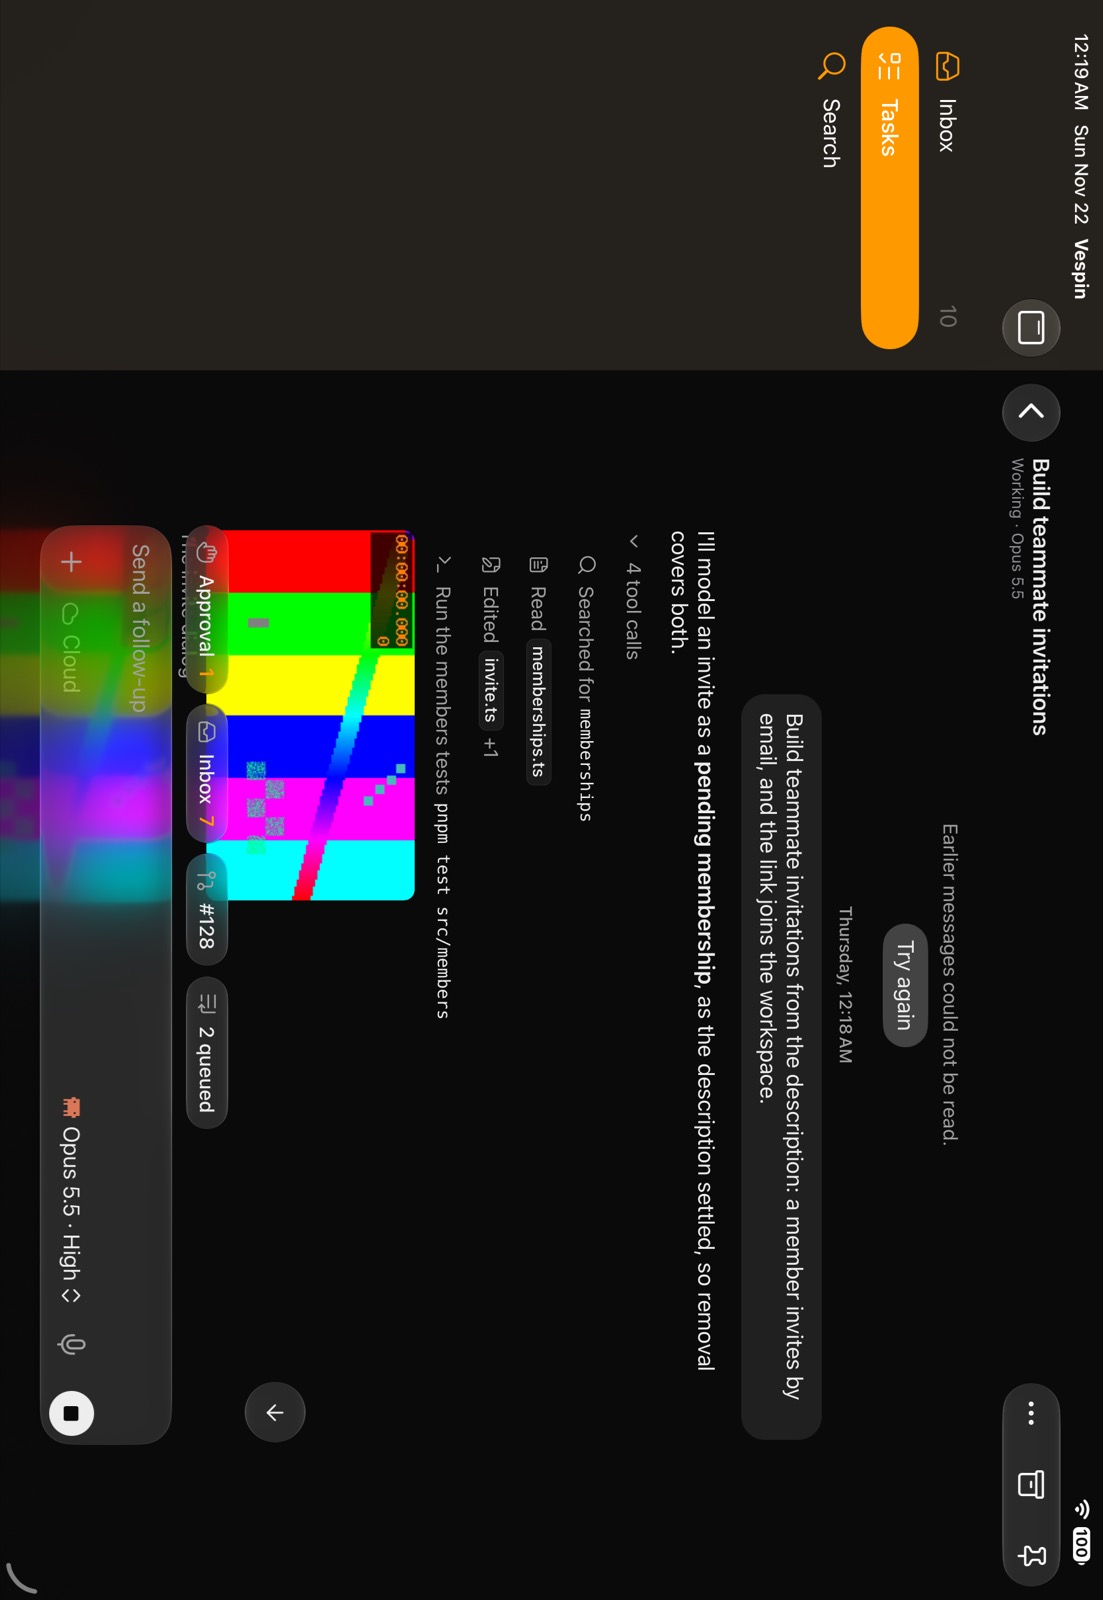 12:19 AM Sun Nov 22 Vespin
Build teammate invitations
Working · Opus 5.5
Inbox 10
Tasks
Search
Earlier messages could not be read.
Try again
Thursday, 12:18 AM
Build teammate invitations from the description: a member invites by
email, and the link joins the workspace.
I'll model an invite as a pending membership, as the description settled, so removal
covers both.
4 tool calls
Searched for memberships
Read memberships.ts
Edited invite.ts +1
Run the members tests pnpm test src/members
00:00:00.000
0
Approval 1
Inbox 7
#128
2 queued
The invite dialog
Send a follow-up
Cloud
Opus 5.5 · High
100